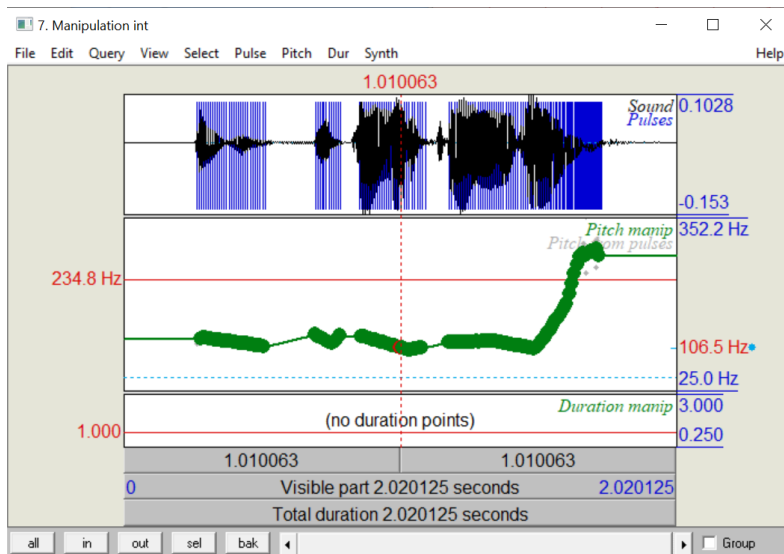 7. Manipulation int
File Edit Query View Select Pulse Pitch Dur Synth Help
1.010063
Sound 0.1028
Pulses
-0.153
Pitch manip 352.2 Hz
Pitch from pulses
234.8 Hz
106.5 Hz
25.0 Hz
Duration manip 3.000
(no duration points)
1.000
0.250
1.010063 1.010063
0 Visible part 2.020125 seconds 2.020125
Total duration 2.020125 seconds
all in out sel bak Group